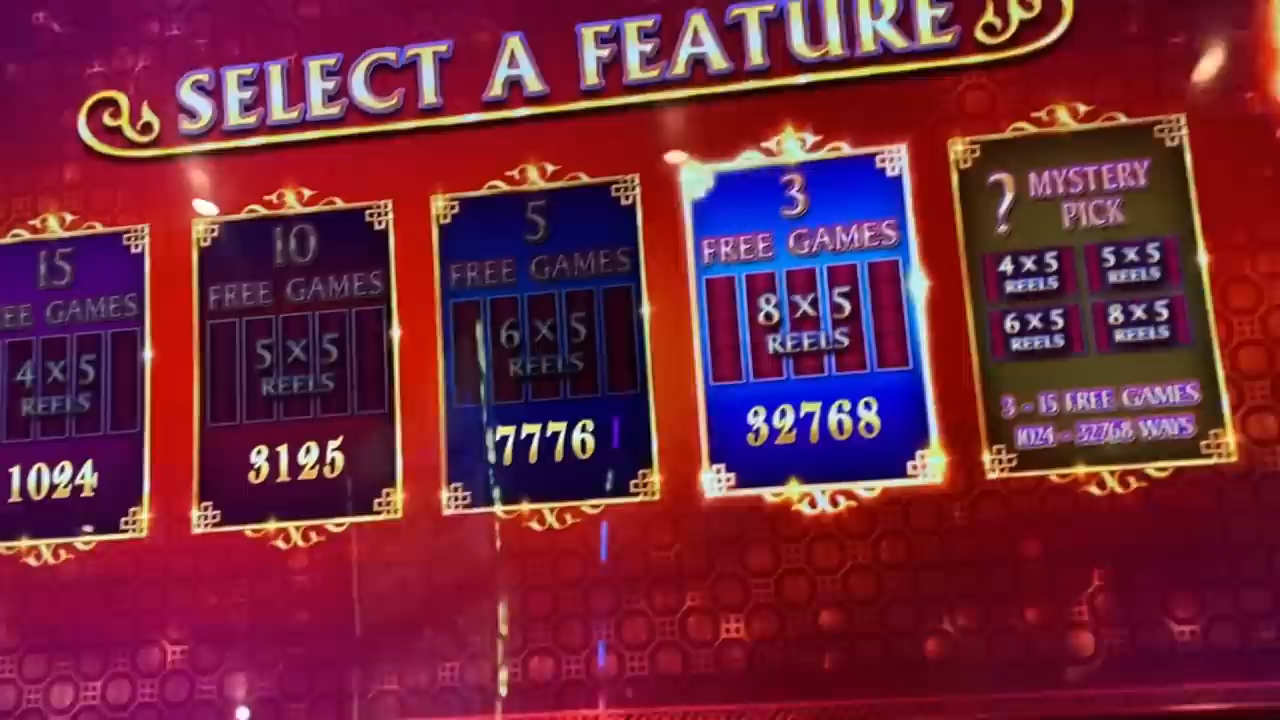 SELECT A FEATURE
15
EE GAMES
4 X 5
REELS
1024
10
FREE GAMES
5 X 5
REELS
3125
5
FREE GAMES
6 X 5
REELS
7776
3
FREE GAMES
8 X 5
REELS
32768
? MYSTERY
PICK
4 X 5
REELS
5 X 5
REELS
6 X 5
REELS
8 X 5
REELS
3 - 15 FREE GAMES
1024 - 32768 WAYS